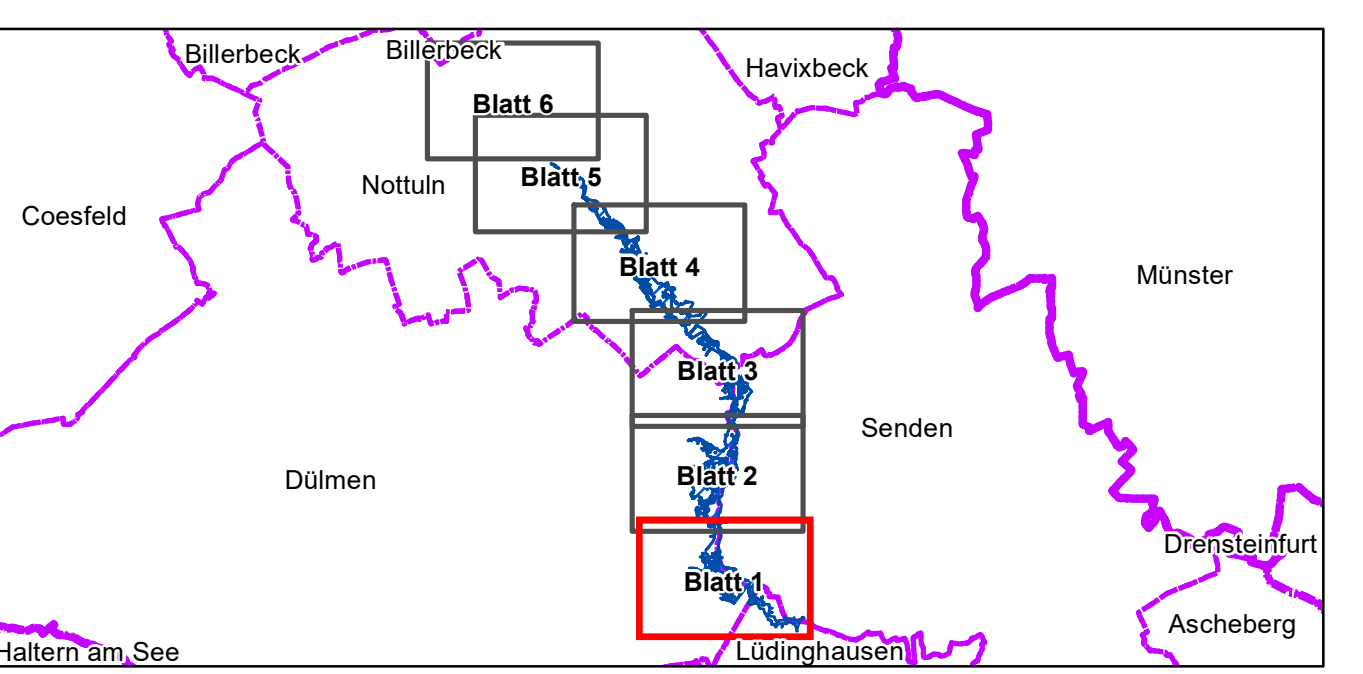 Billerbeck
Billerbeck
Havixbeck
Blatt 6
Blatt 5
Nottuln
Coesfeld
Blatt 4
Münster
Blatt 3
Senden
Blatt 2
Dülmen
Drensteinfurt
Blatt 1
Ascheberg
Haltern am See
Lüdinghausen